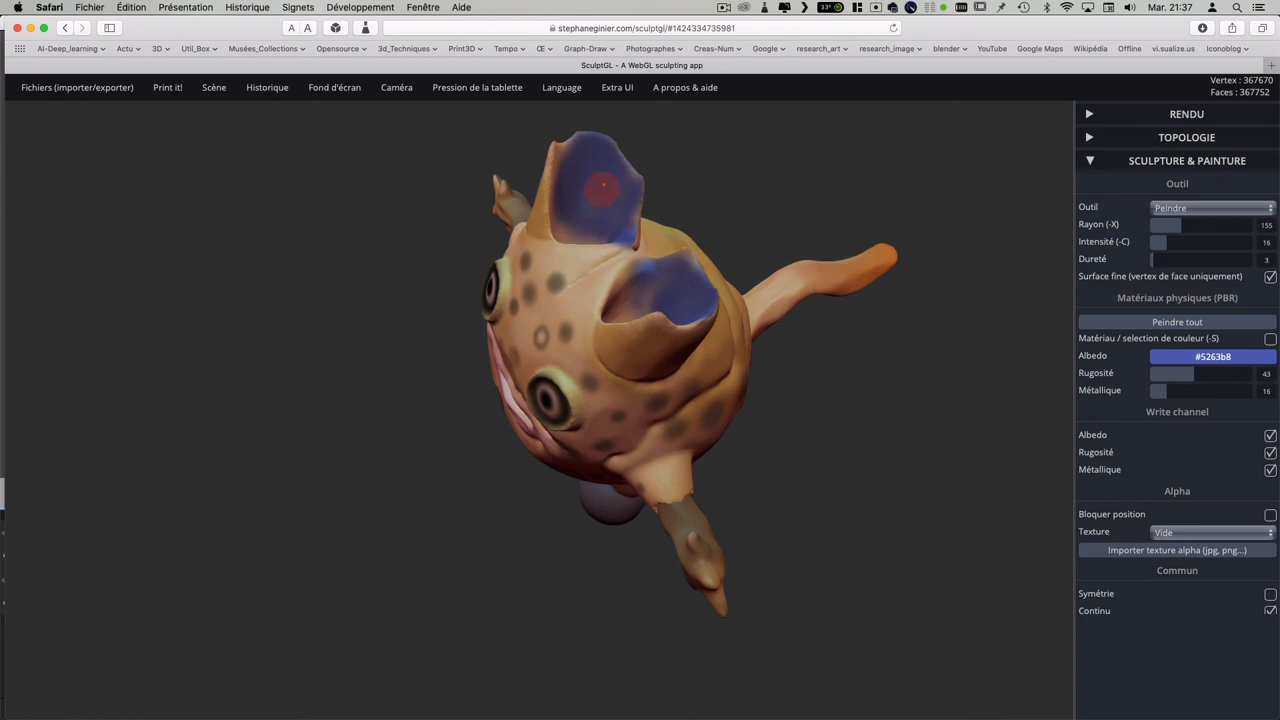 Safari Fichier Édition Présentation Historique Signets Développement Fenêtre Aide 33° Mar. 21:37
A A stephaneginier.com/sculptgl/#1424334735981
AI-Deep_learning Actu 3D Util_Box Musées_Collections Opensource 3d_Techniques Print3D Tempo Œ Graph-Draw Photographes Creas-Num Google research_art research_image blender YouTube Google Maps Wikipédia Offline vi.sualize.us Iconoblog
SculptGL - A WebGL sculpting app
Fichiers (importer/exporter) Print it! Scène Historique Fond d'écran Caméra Pression de la tablette Language Extra UI A propos & aide
Vertex : 367670
Faces : 367752
RENDU
TOPOLOGIE
SCULPTURE & PAINTURE
Outil
Outil Peindre
Rayon (-X) 155
Intensité (-C) 16
Dureté 3
Surface fine (vertex de face uniquement)
Matériaux physiques (PBR)
Peindre tout
Matériau / selection de couleur (-S)
Albedo #5263b8
Rugosité 43
Métallique 16
Write channel
Albedo
Rugosité
Métallique
Alpha
Bloquer position
Texture Vide
Importer texture alpha (jpg, png...)
Commun
Symétrie
Continu